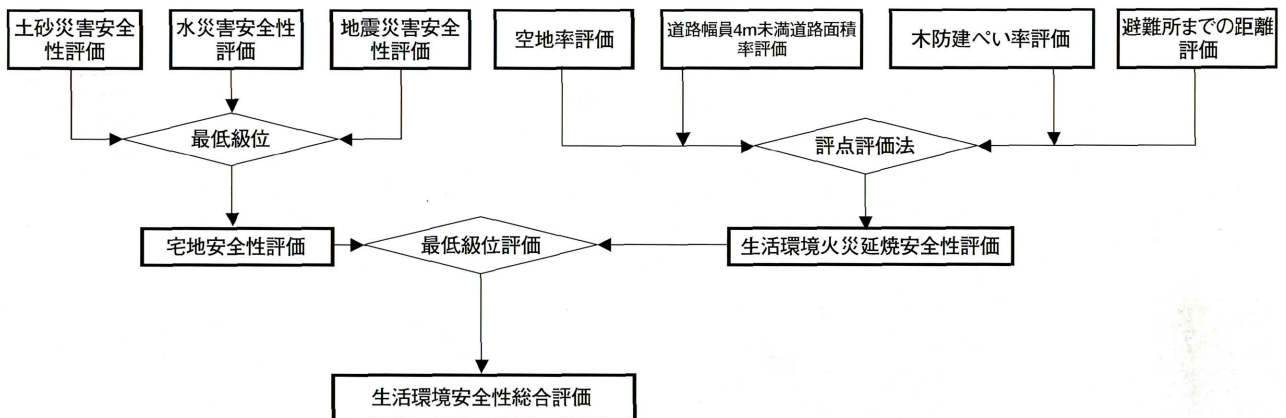 土砂災害安全
性評価
水災害安全性
評価
地震災害安全
性評価
空地率評価
道路幅員4m未満道路面積
率評価
木防建ぺい率評価
避難所までの距離
評価
最低級位
評点評価法
宅地安全性評価
最低級位評価
生活環境火災延焼安全性評価
生活環境安全性総合評価